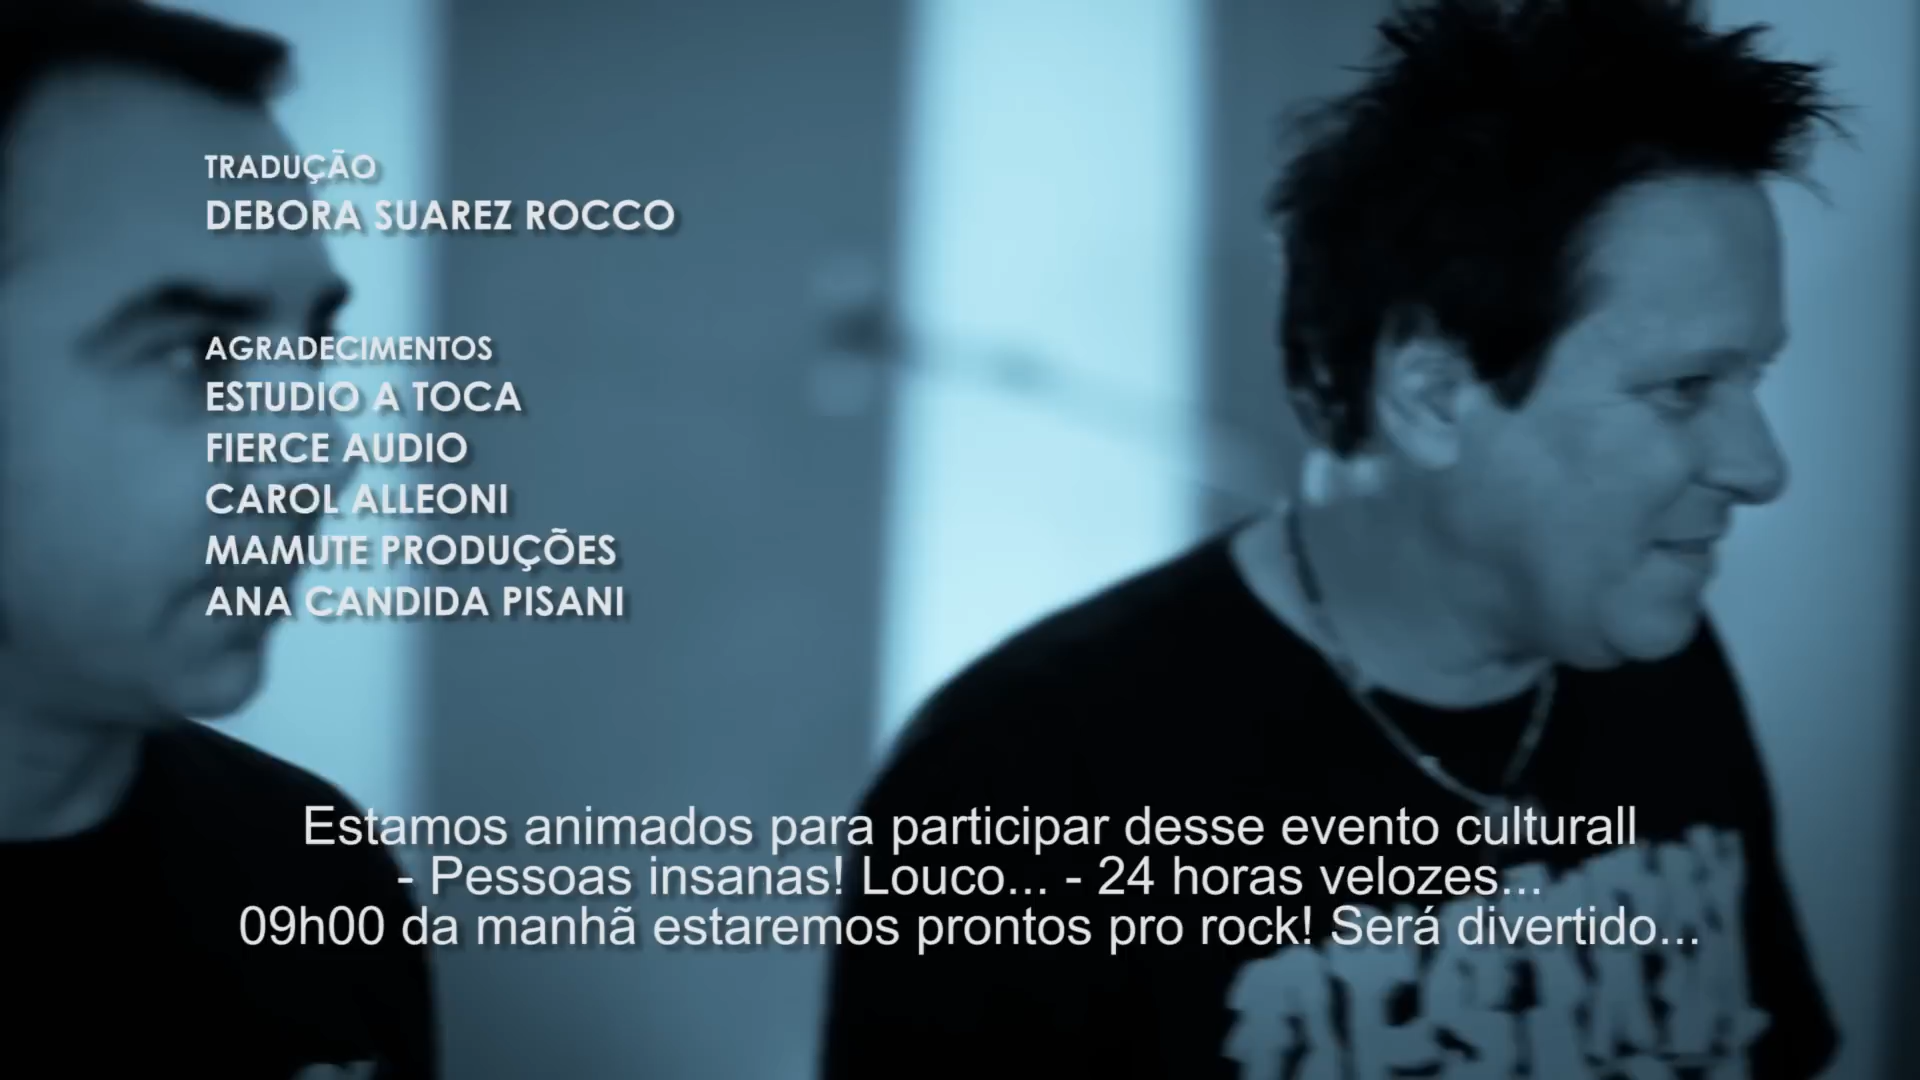 TRADUÇÃO
DEBORA SUAREZ ROCCO
AGRADECIMENTOS
ESTUDIO A TOCA
FIERCE AUDIO
CAROL ALLEONI
MAMUTE PRODUÇÕES
ANA CANDIDA PISANI
Estamos animados para participar desse evento culturall
- Pessoas insanas! Louco... - 24 horas velozes...
09h00 da manhã estaremos prontos pro rock! Será divertido...